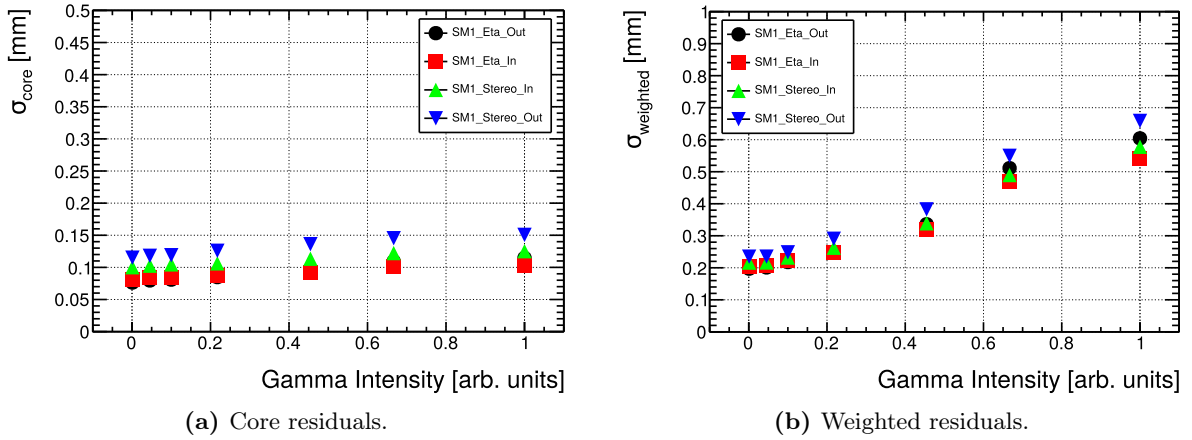 σcore [mm]
0.5
0.45
0.4
0.35
0.3
0.25
0.2
0.15
0.1
0.05
0
SM1_Eta_Out
SM1_Eta_In
SM1_Stereo_In
SM1_Stereo_Out
0 0.2 0.4 0.6 0.8 1
Gamma Intensity [arb. units]
(a) Core residuals.
σweighted [mm]
1
0.9
0.8
0.7
0.6
0.5
0.4
0.3
0.2
0.1
0
SM1_Eta_Out
SM1_Eta_In
SM1_Stereo_In
SM1_Stereo_Out
0 0.2 0.4 0.6 0.8 1
Gamma Intensity [arb. units]
(b) Weighted residuals.